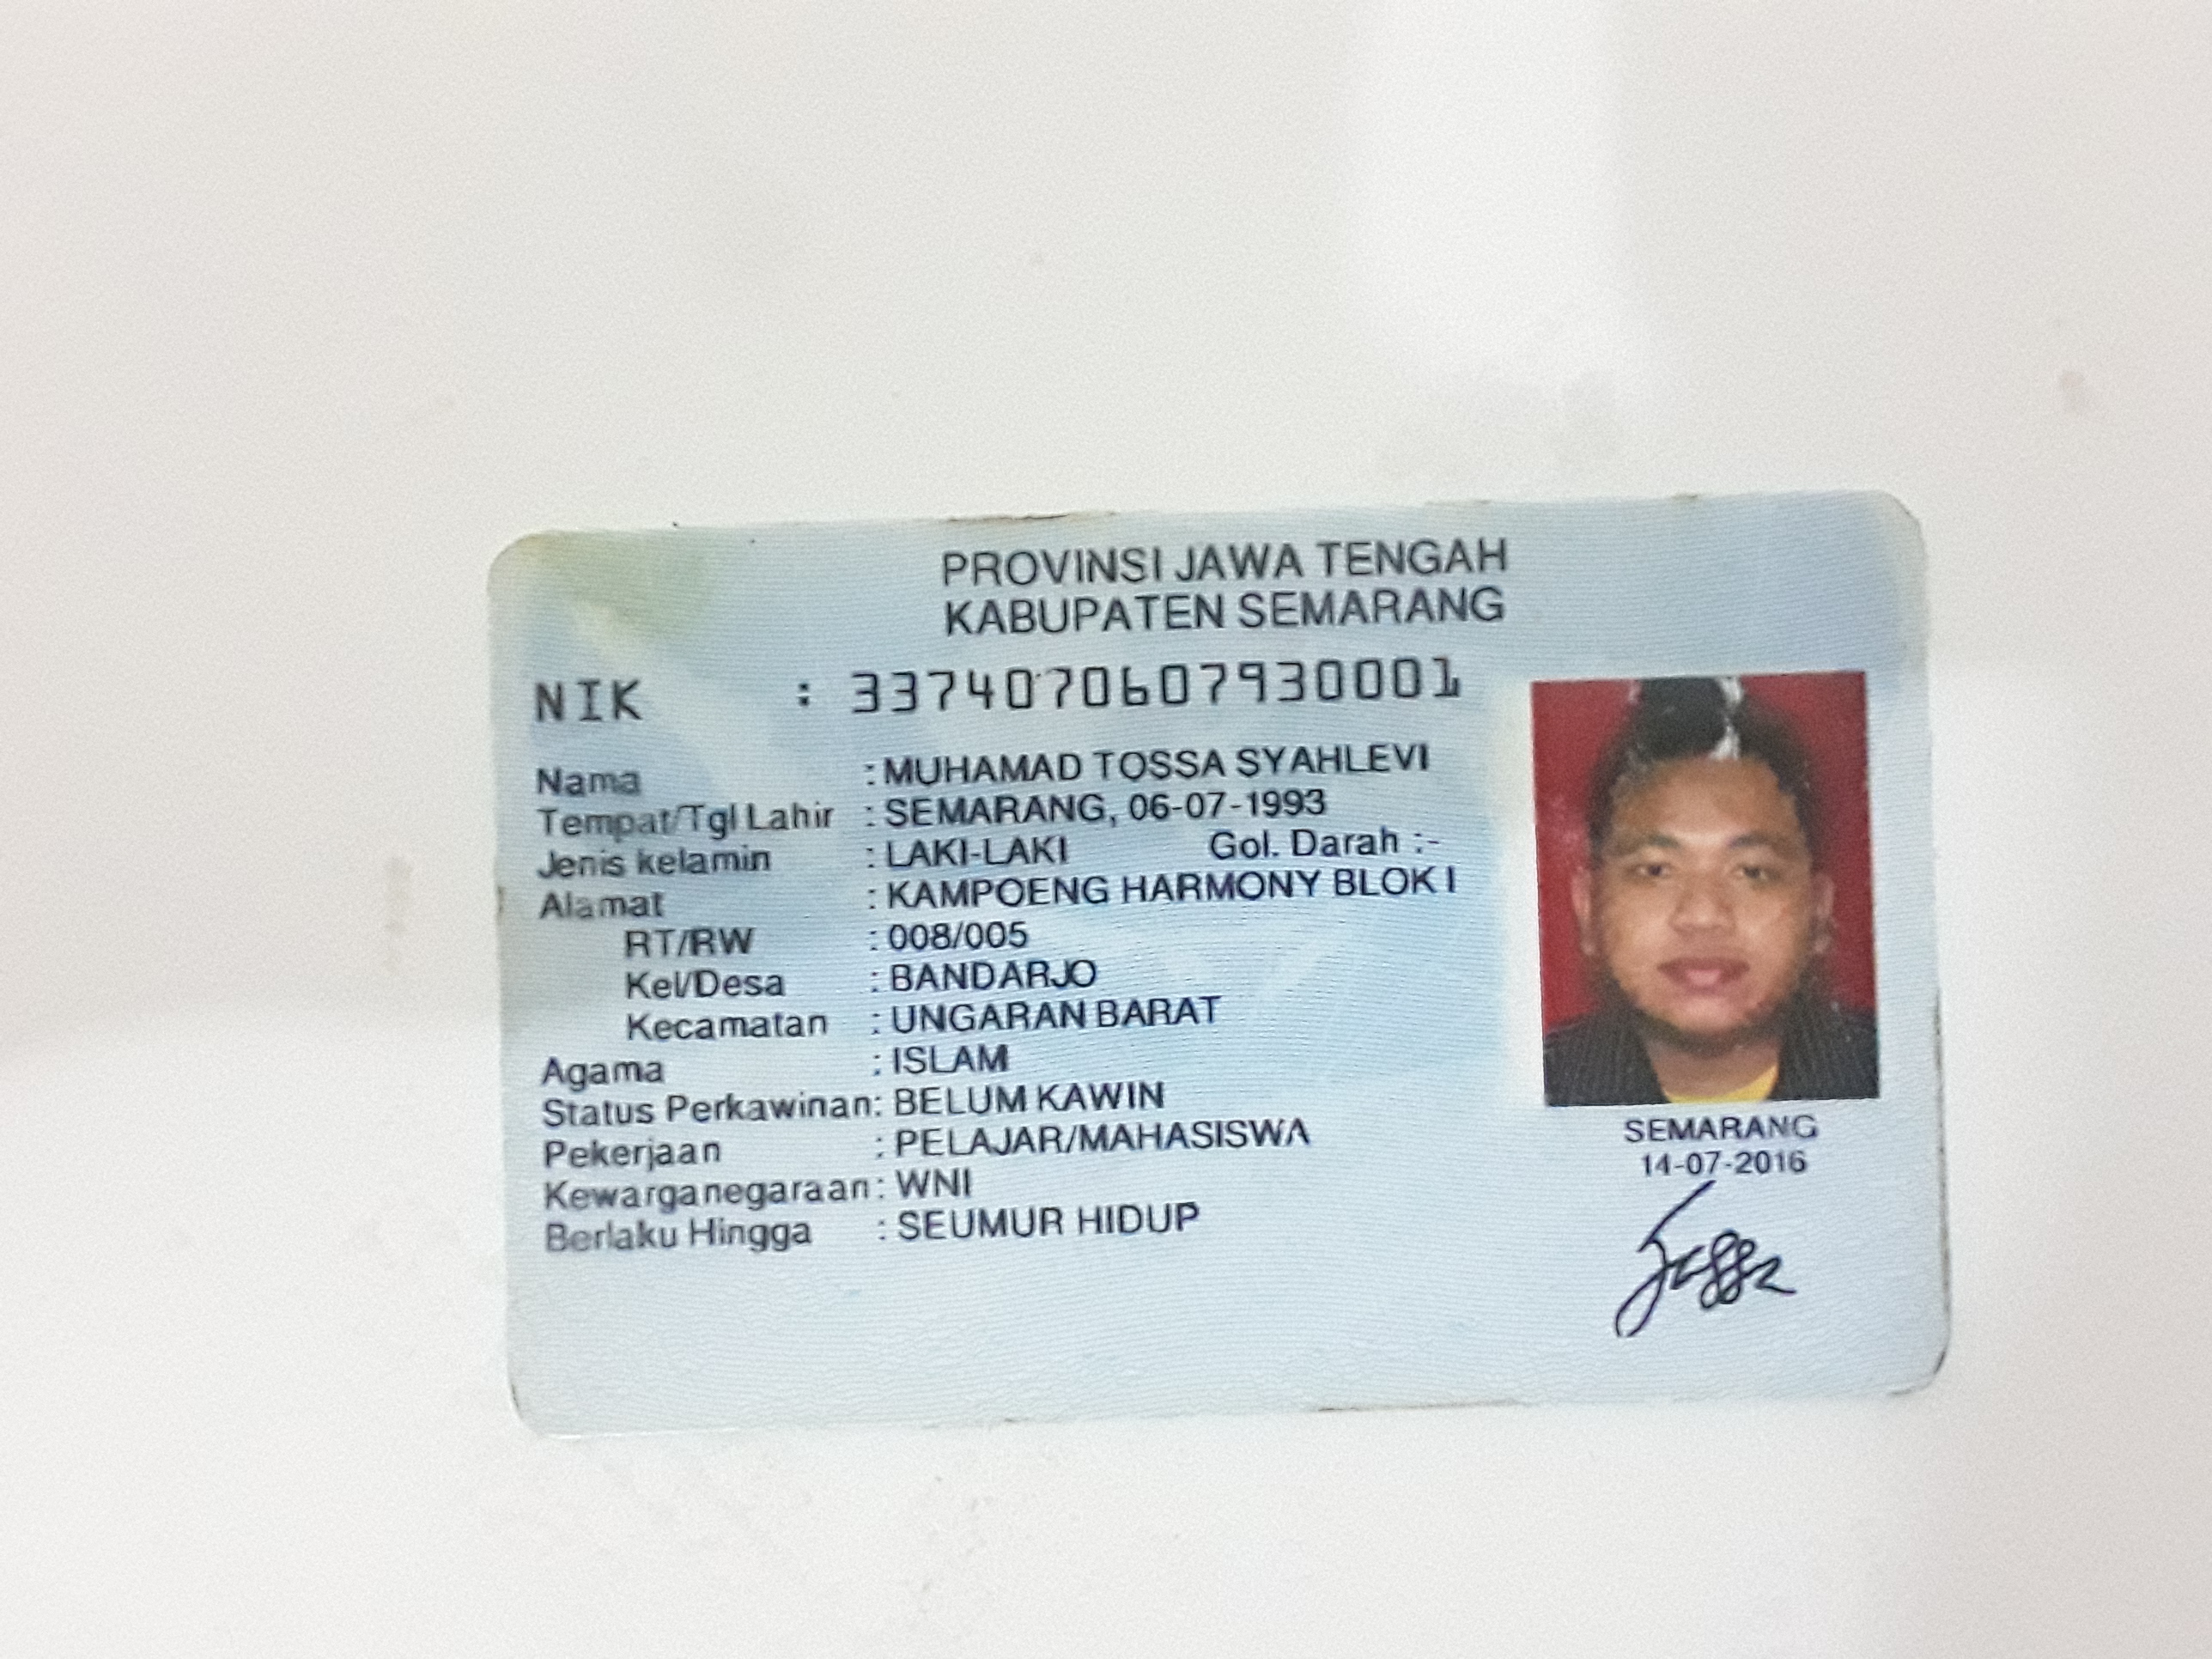 PROVINSI JAWA TENGAH
KABUPATEN SEMARANG
NIK : 3374070607930001
Nama : MUHAMAD TOSSA SYAHLEVI
Tempat/Tgl Lahir : SEMARANG, 06-07-1993
Jenis kelamin : LAKI-LAKI Gol. Darah :-
Alamat : KAMPOENG HARMONY BLOK I
RT/RW : 008/005
Kel/Desa : BANDARJO
Kecamatan : UNGARAN BARAT
Agama : ISLAM
Status Perkawinan: BELUM KAWIN
Pekerjaan : PELAJAR/MAHASISWA
Kewarganegaraan: WNI
Berlaku Hingga : SEUMUR HIDUP
SEMARANG
14-07-2016